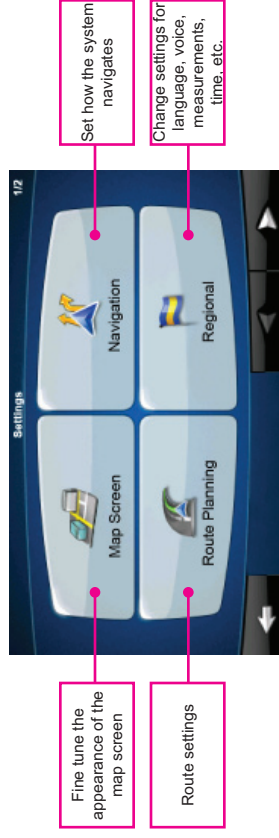 Fine tune the
appearance of the
map screen
Route settings
Settings
1/2
Map Screen
Navigation
Route Planning
Regional
Set how the system
navigates
Change settings for
language, voice,
measurements,
time, etc.